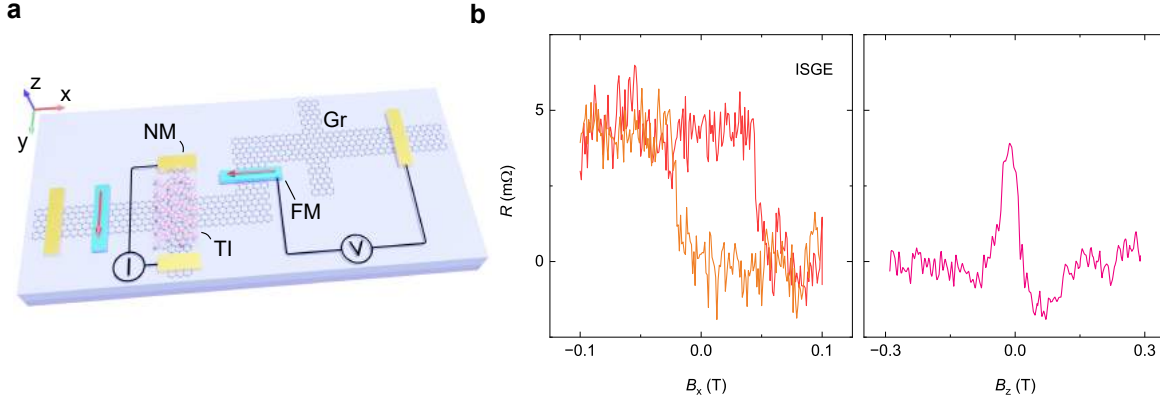 a
b
z
x
y
NM
Gr
FM
TI
I
V
ISGE
R (mΩ)
5
0
−0.1
0.0
0.1
Bx (T)
−0.3
0.0
0.3
Bz (T)